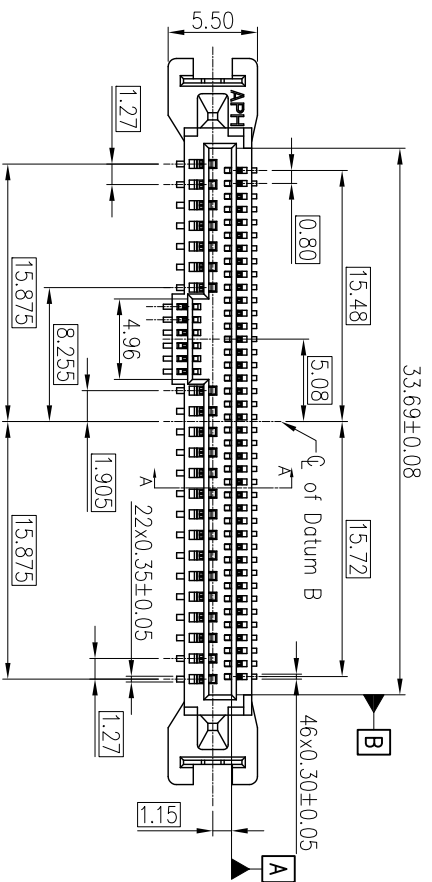 33.69±0.08
B
A
15.48
15.72
0.80
5.08
46x0.30±0.05
℄ of Datum B
5.50
APH
A
A
1.15
4.96
1.27
8.255
1.905
22x0.35±0.05
1.27
15.875
15.875